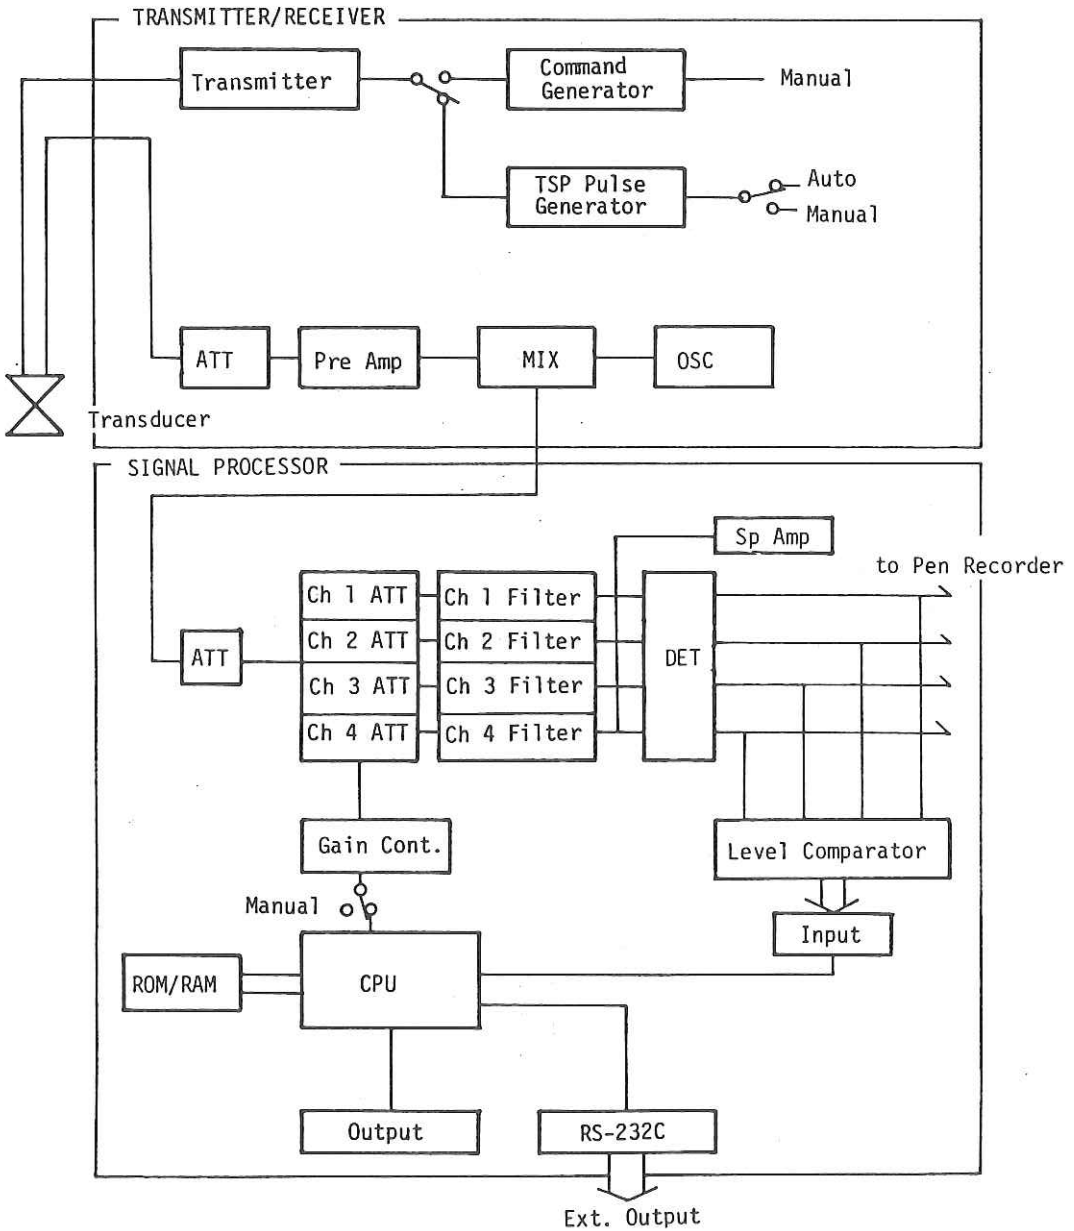 TRANSMITTER/RECEIVER
Transmitter
Command
Generator
Manual
TSP Pulse
Generator
Auto
Manual
ATT
Pre Amp
MIX
OSC
Transducer
SIGNAL PROCESSOR
Sp Amp
to Pen Recorder
Ch 1 ATT
Ch 1 Filter
Ch 2 ATT
Ch 2 Filter
ATT
DET
Ch 3 ATT
Ch 3 Filter
Ch 4 ATT
Ch 4 Filter
Gain Cont.
Level Comparator
Manual
Input
ROM/RAM
CPU
Output
RS-232C
Ext. Output